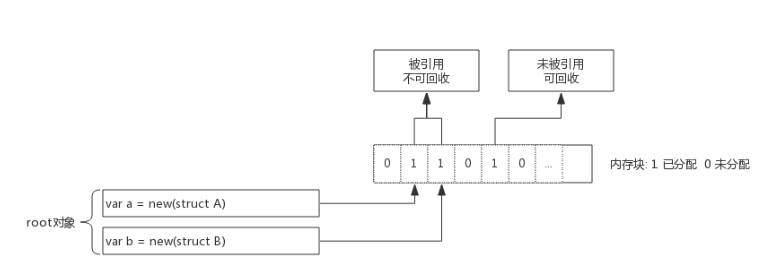 被引用
不可回收
未被引用
可回收
0 1 1 0 1 0 ...
内存块: 1 已分配 0 未分配
root对象
var a = new(struct A)
var b = new(struct B)